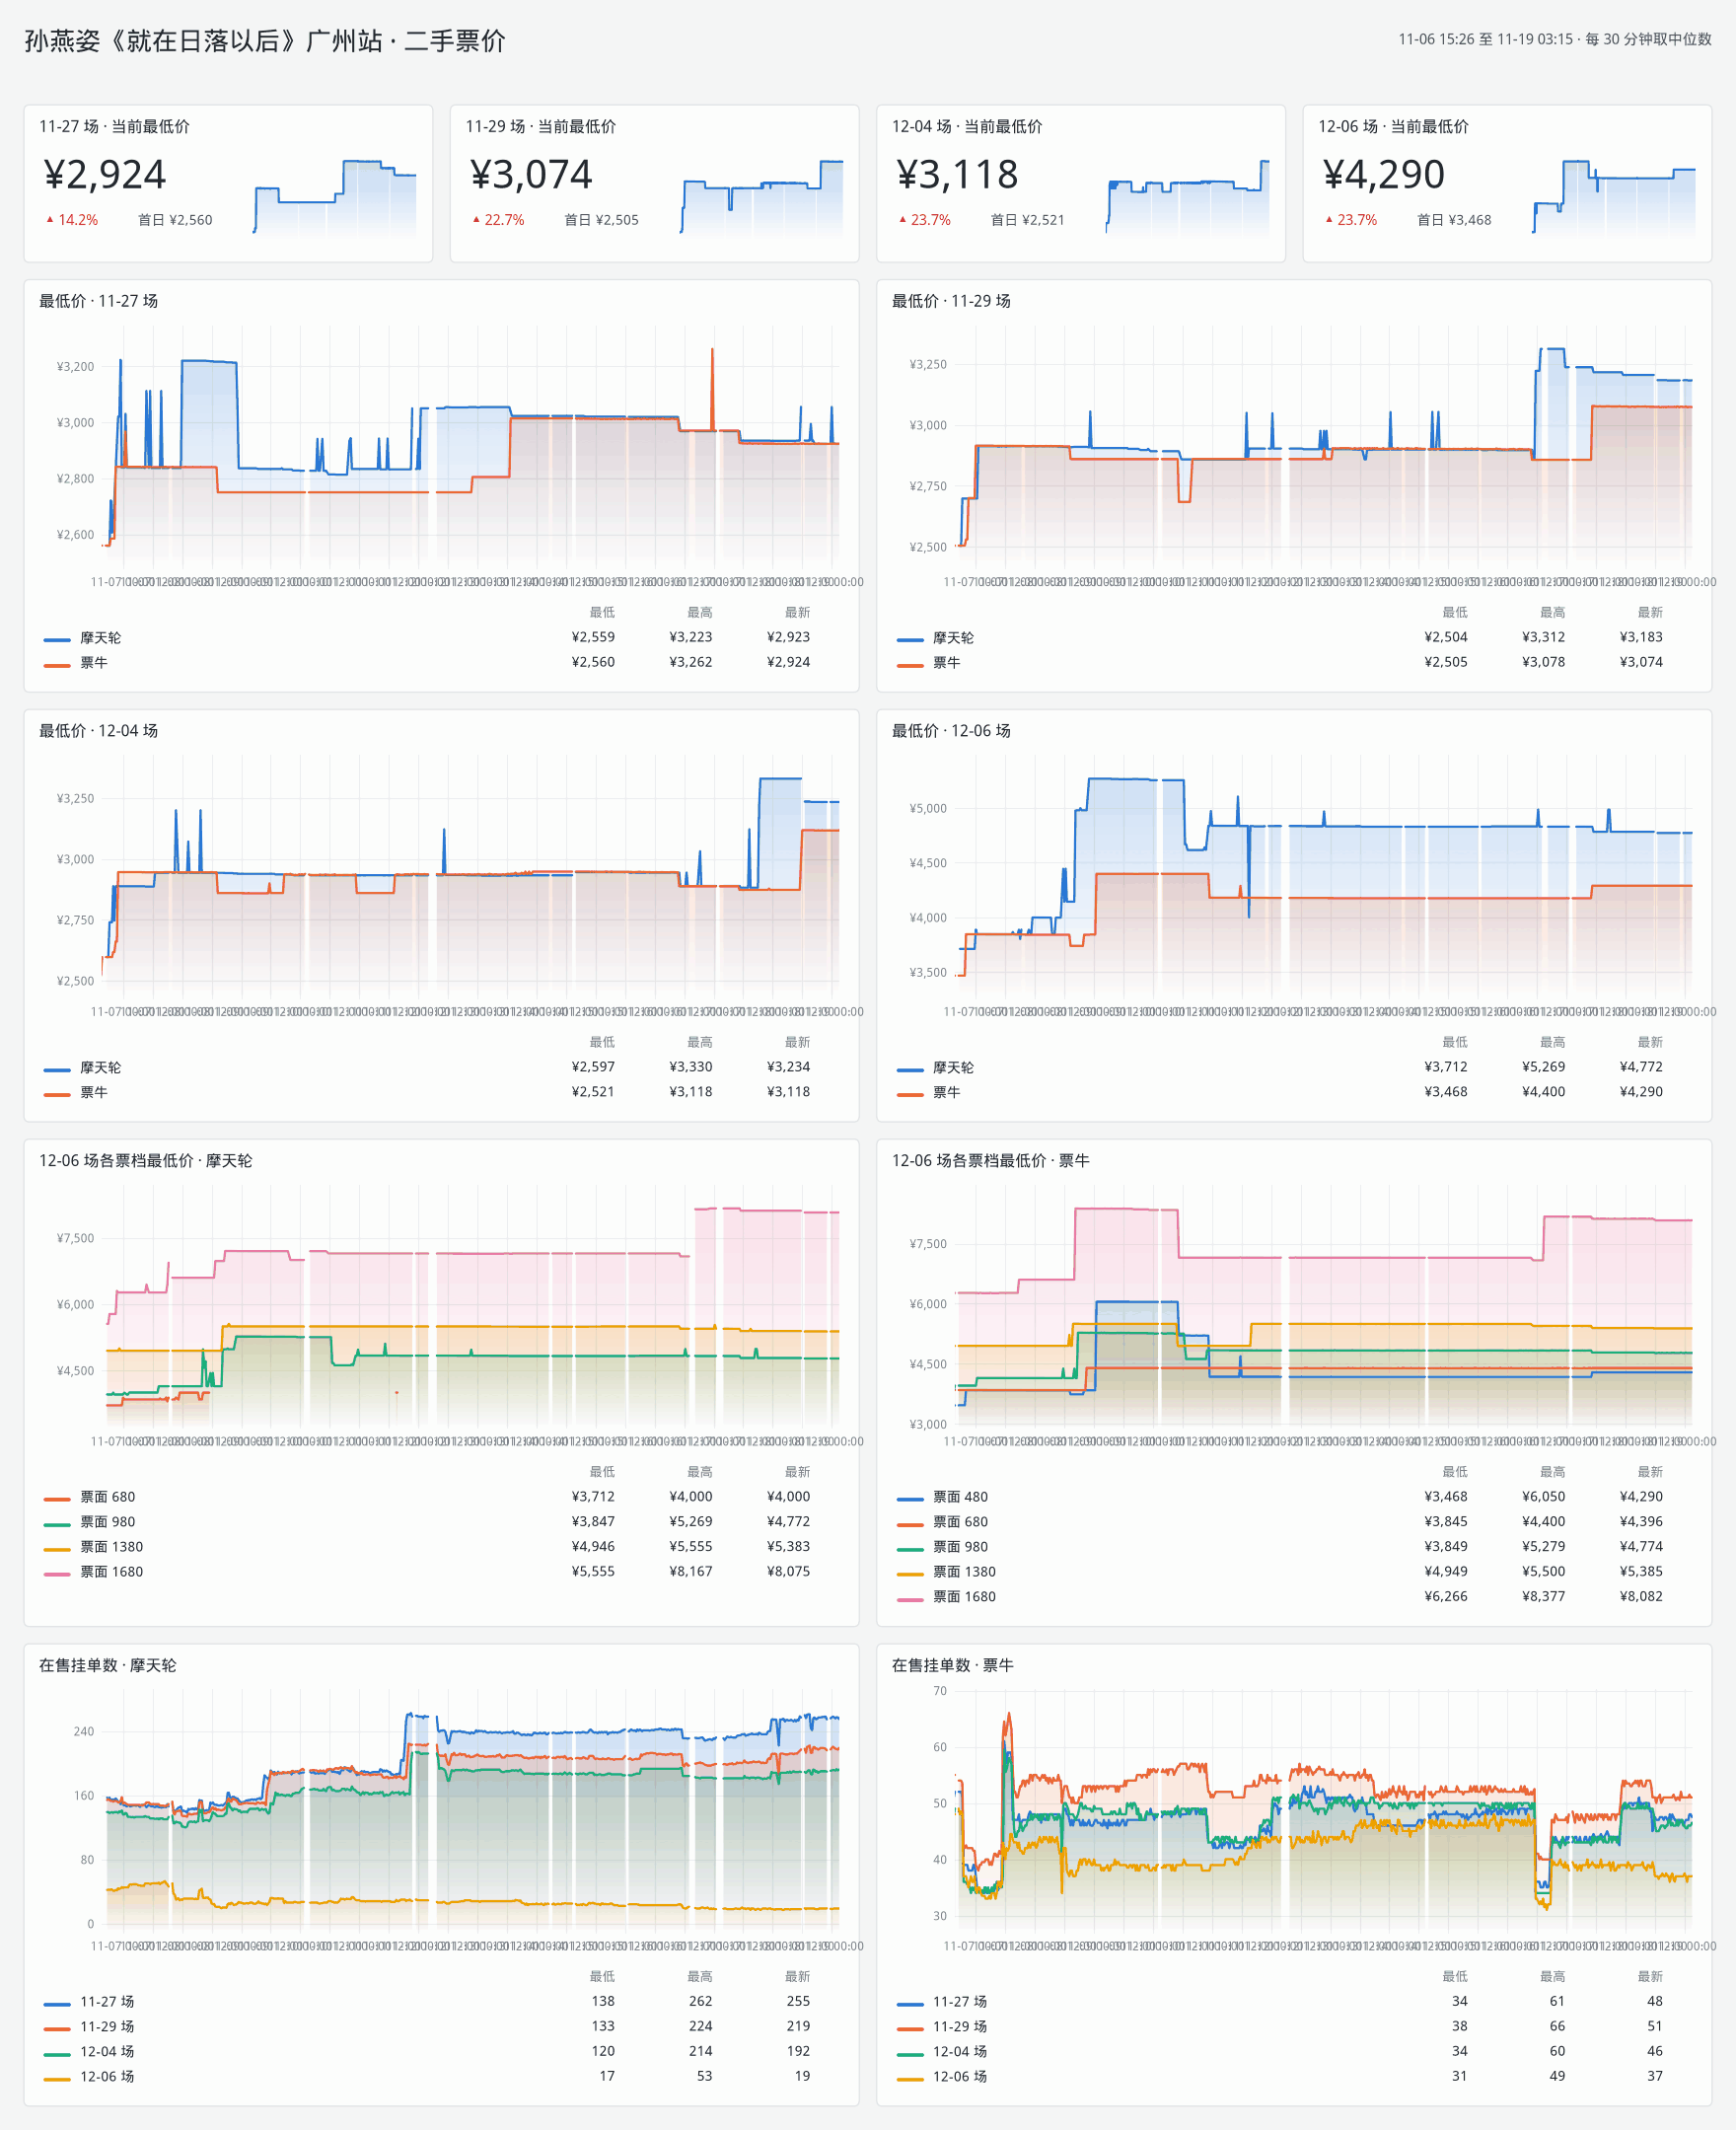 孙燕姿《就在日落以后》广州站 · 二手票价
11-06 15:26 至 11-19 03:15 · 每 30 分钟取中位数
11-27 场 · 当前最低价
¥2,924
▲ 14.2% 首日 ¥2,560
11-29 场 · 当前最低价
¥3,074
▲ 22.7% 首日 ¥2,505
12-04 场 · 当前最低价
¥3,118
▲ 23.7% 首日 ¥2,521
12-06 场 · 当前最低价
¥4,290
▲ 23.7% 首日 ¥3,468
最低价 · 11-27 场
¥3,200
¥3,000
¥2,800
¥2,600
最低 最高 最新
摩天轮 ¥2,559 ¥3,223 ¥2,923
票牛 ¥2,560 ¥3,262 ¥2,924
最低价 · 11-29 场
¥3,250
¥3,000
¥2,750
¥2,500
最低 最高 最新
摩天轮 ¥2,504 ¥3,312 ¥3,183
票牛 ¥2,505 ¥3,078 ¥3,074
最低价 · 12-04 场
¥3,250
¥3,000
¥2,750
¥2,500
最低 最高 最新
摩天轮 ¥2,597 ¥3,330 ¥3,234
票牛 ¥2,521 ¥3,118 ¥3,118
最低价 · 12-06 场
¥5,000
¥4,500
¥4,000
¥3,500
最低 最高 最新
摩天轮 ¥3,712 ¥5,269 ¥4,772
票牛 ¥3,468 ¥4,400 ¥4,290
12-06 场各票档最低价 · 摩天轮
¥7,500
¥6,000
¥4,500
最低 最高 最新
票面 680 ¥3,712 ¥4,000 ¥4,000
票面 980 ¥3,847 ¥5,269 ¥4,772
票面 1380 ¥4,946 ¥5,555 ¥5,383
票面 1680 ¥5,555 ¥8,167 ¥8,075
12-06 场各票档最低价 · 票牛
¥7,500
¥6,000
¥4,500
¥3,000
最低 最高 最新
票面 480 ¥3,468 ¥6,050 ¥4,290
票面 680 ¥3,845 ¥4,400 ¥4,396
票面 980 ¥3,849 ¥5,279 ¥4,774
票面 1380 ¥4,949 ¥5,500 ¥5,385
票面 1680 ¥6,266 ¥8,377 ¥8,082
在售挂单数 · 摩天轮
240
160
80
0
最低 最高 最新
11-27 场 138 262 255
11-29 场 133 224 219
12-04 场 120 214 192
12-06 场 17 53 19
在售挂单数 · 票牛
70
60
50
40
30
最低 最高 最新
11-27 场 34 61 48
11-29 场 38 66 51
12-04 场 34 60 46
12-06 场 31 49 37